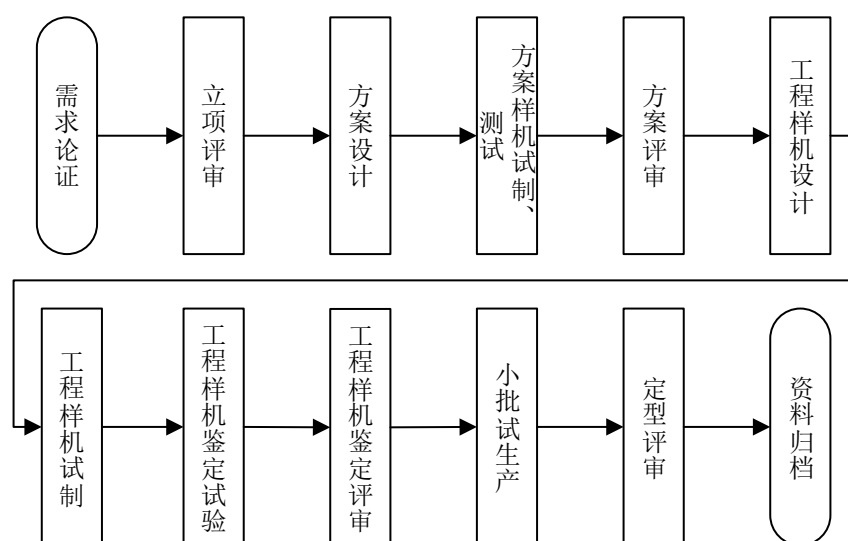 需求论证
立项评审
方案设计
方案样机试制、
测试
方案评审
工程样机设计
工程样机试制
工程样机鉴定试验
工程样机鉴定评审
小批试生产
定型评审
资料归档